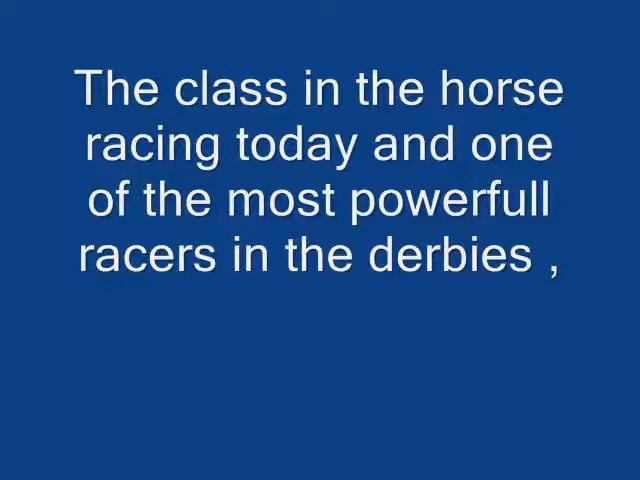 The class in the horse
racing today and one
of the most powerfull
racers in the derbies ,